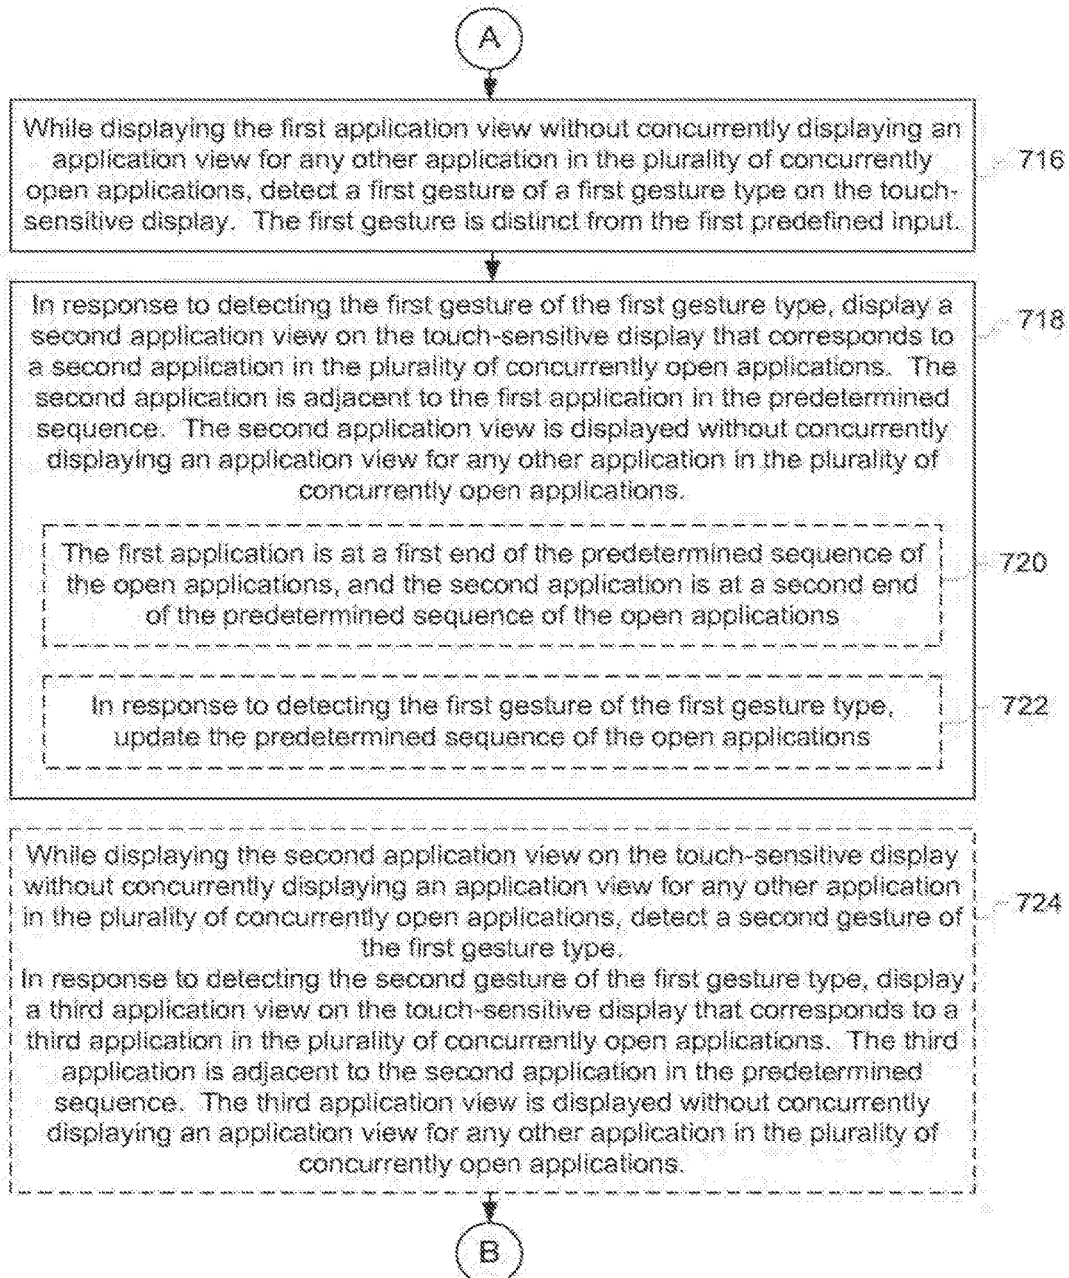 A
While displaying the first application view without concurrently displaying an
application view for any other application in the plurality of concurrently
open applications, detect a first gesture of a first gesture type on the touch-
sensitive display. The first gesture is distinct from the first predefined input.
716
In response to detecting the first gesture of the first gesture type, display a
second application view on the touch-sensitive display that corresponds to
a second application in the plurality of concurrently open applications. The
second application is adjacent to the first application in the predetermined
sequence. The second application view is displayed without concurrently
displaying an application view for any other application in the plurality of
concurrently open applications.
718
The first application is at a first end of the predetermined sequence of
the open applications, and the second application is at a second end
of the predetermined sequence of the open applications
720
In response to detecting the first gesture of the first gesture type,
update the predetermined sequence of the open applications
722
While displaying the second application view on the touch-sensitive display
without concurrently displaying an application view for any other application
in the plurality of concurrently open applications, detect a second gesture of
the first gesture type.
In response to detecting the second gesture of the first gesture type, display
a third application view on the touch-sensitive display that corresponds to a
third application in the plurality of concurrently open applications. The third
application is adjacent to the second application in the predetermined
sequence. The third application view is displayed without concurrently
displaying an application view for any other application in the plurality of
concurrently open applications.
724
B